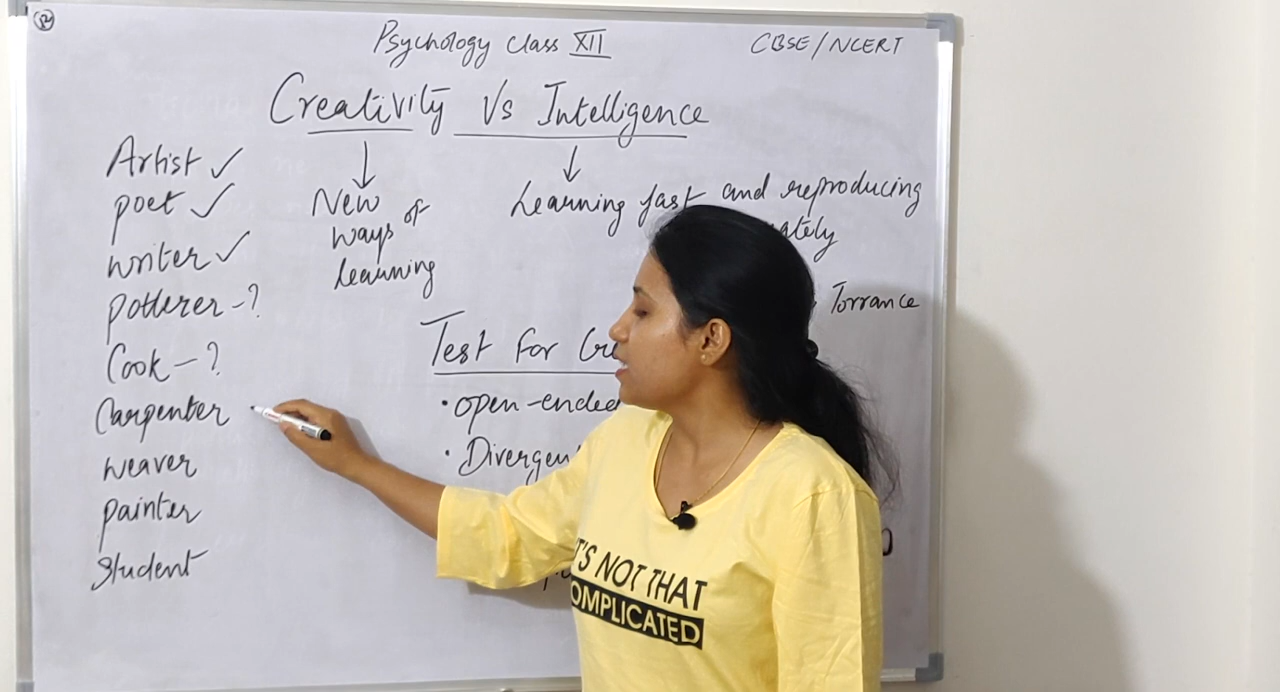 12
Psychology Class XII
CBSE/NCERT
Creativity Vs Intelligence
Artist ✓
poet ✓
writer ✓
potterer - ?
Cook - ?
Carpenter
weaver
painter
Student
New
ways of
learning
Learning fast and reproducing
Torrance
Test for
open-ended
IT'S NOT THAT
COMPLICATED